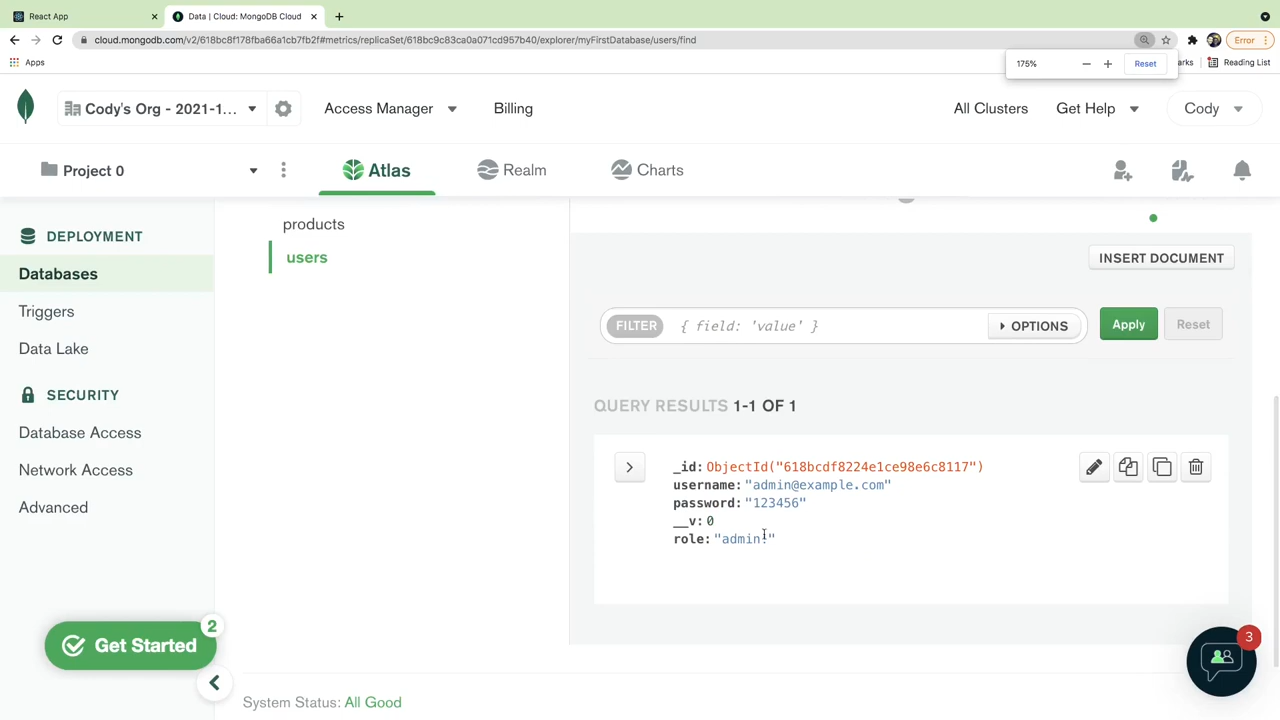 React App
Data | Cloud: MongoDB Cloud
cloud.mongodb.com/v2/618bc8f178fba66a1cb7fb2f#metrics/replicaSet/618bc9c83ca0a071cd957b40/explorer/myFirstDatabase/users/find
Error
Apps
175%
Reset
Reading List
Cody's Org - 2021-1...
Access Manager
Billing
All Clusters
Get Help
Cody
Project 0
Atlas
Realm
Charts
DEPLOYMENT
Databases
Triggers
Data Lake
SECURITY
Database Access
Network Access
Advanced
Get Started
2
products
users
INSERT DOCUMENT
FILTER
{ field: 'value' }
OPTIONS
Apply
Reset
QUERY RESULTS 1-1 OF 1
_id: ObjectId("618bcdf8224e1ce98e6c8117")
username: "admin@example.com"
password: "123456"
__v: 0
role: "admin"
3
System Status: All Good